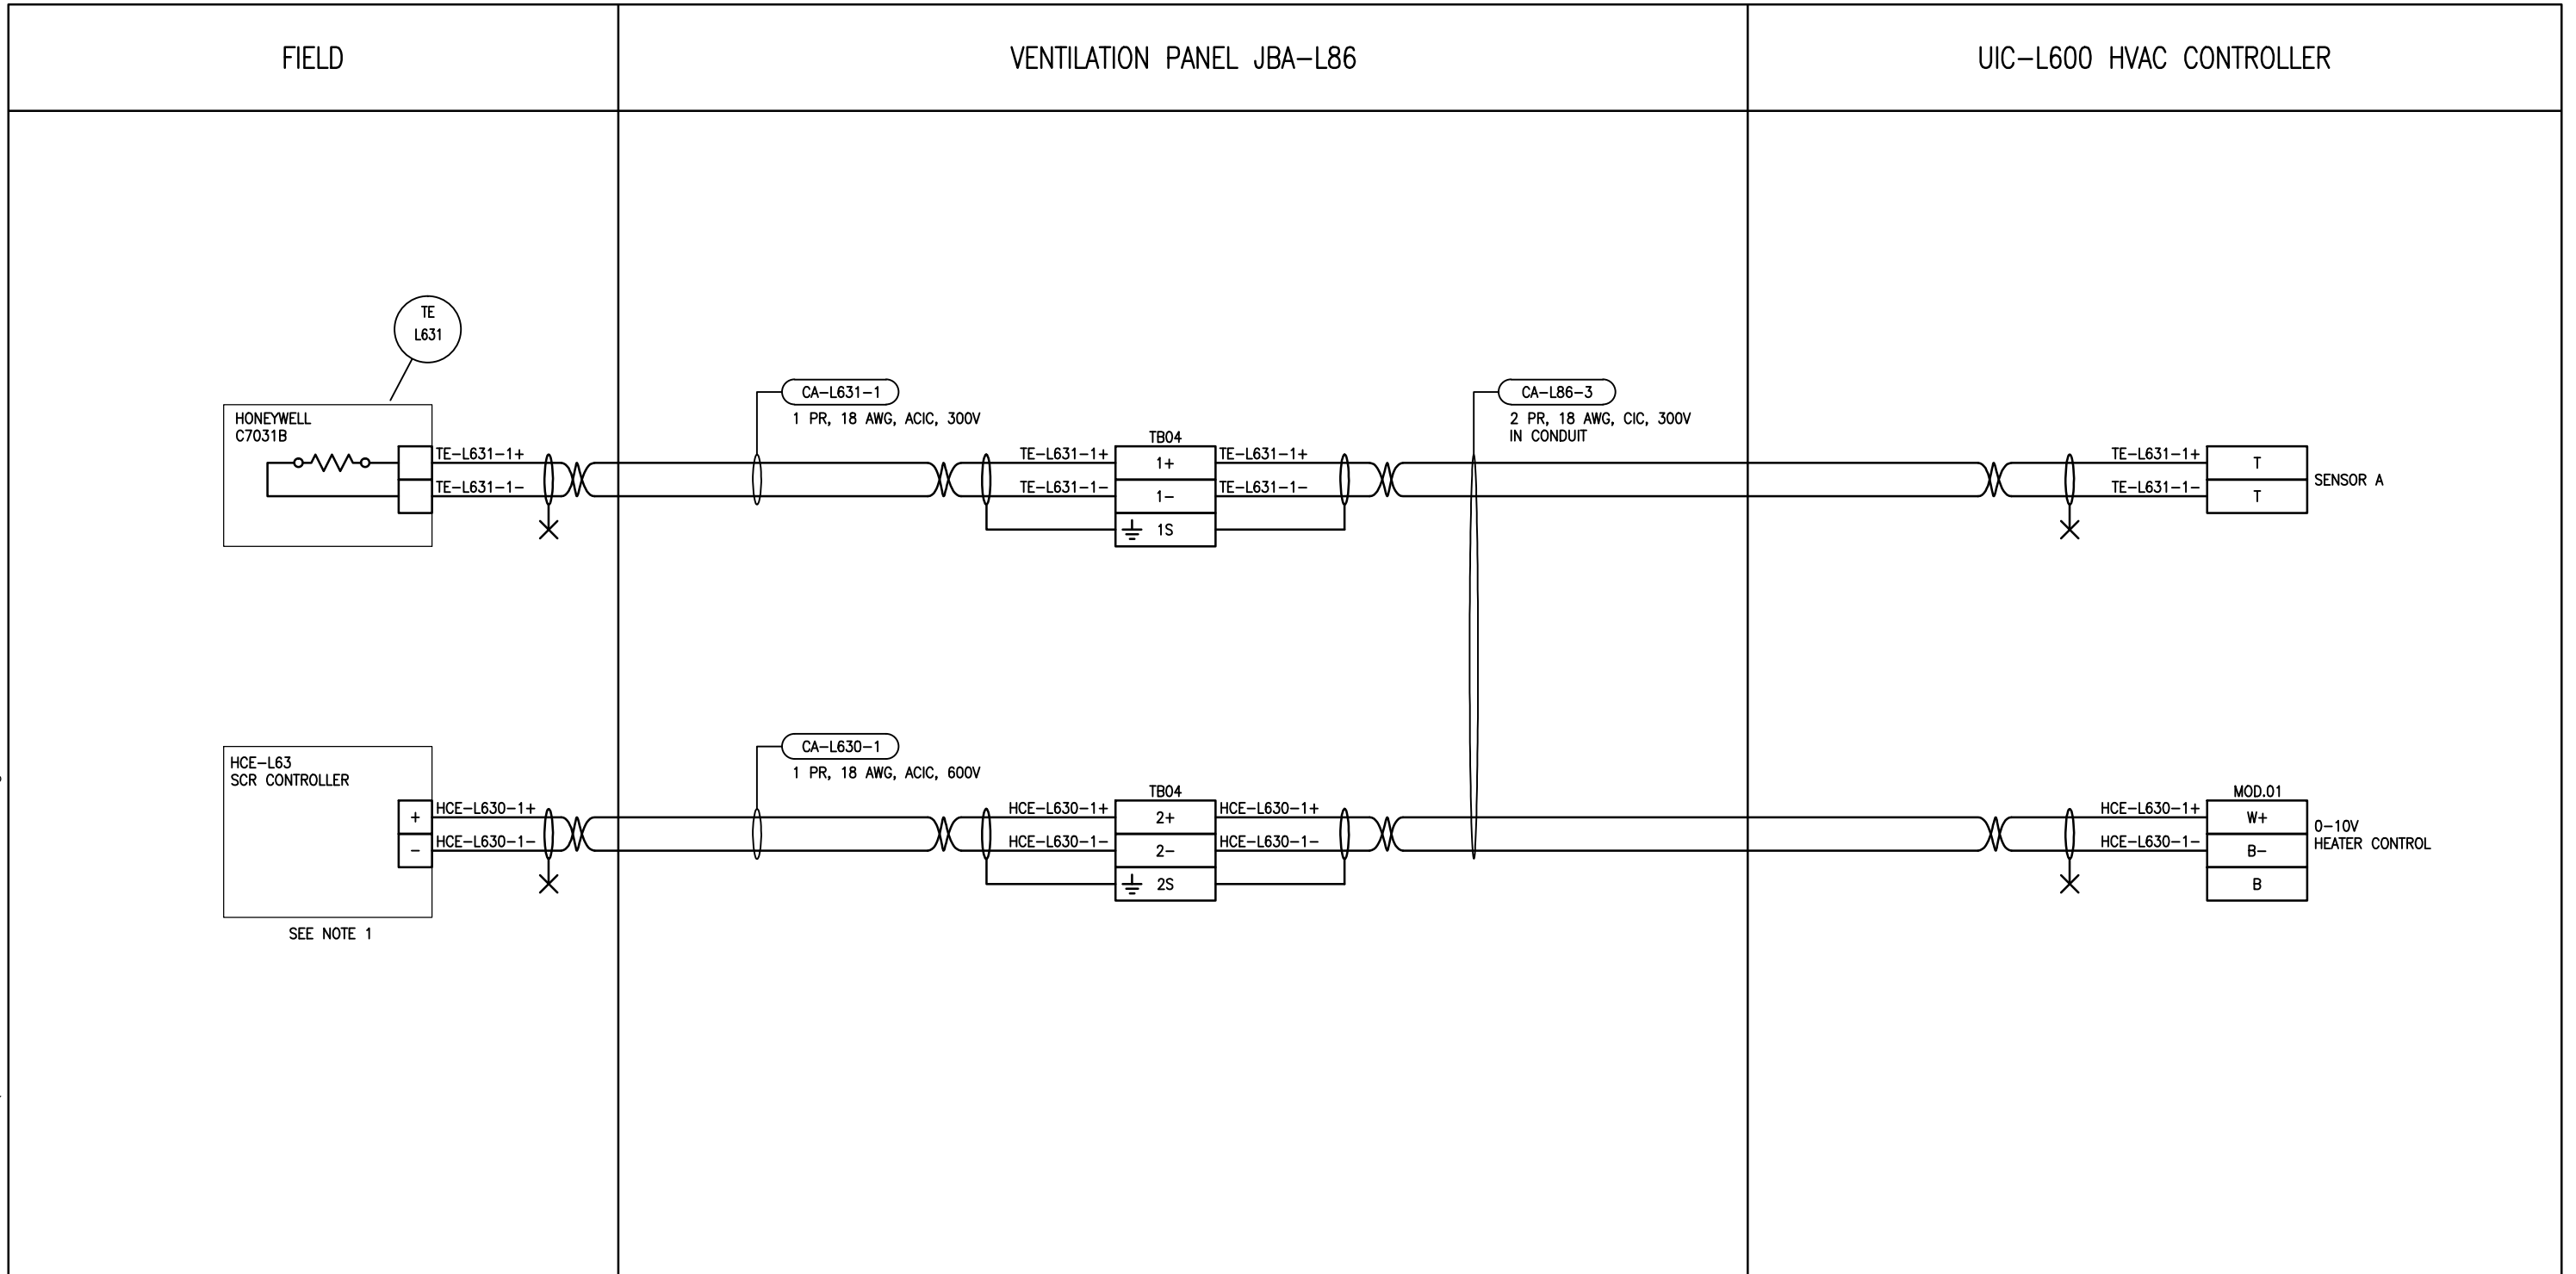 FIELD
VENTILATION PANEL JBA-L86
UIC-L600 HVAC CONTROLLER
TE
L631
HONEYWELL
C7031B
TE-L631-1+
TE-L631-1-
CA-L631-1
1 PR, 18 AWG, ACIC, 300V
TE-L631-1+
TE-L631-1-
TB04
1+
1-
1S
TE-L631-1+
TE-L631-1-
CA-L86-3
2 PR, 18 AWG, CIC, 300V
IN CONDUIT
TE-L631-1+
TE-L631-1-
T
T
SENSOR A
HCE-L63
SCR CONTROLLER
+
-
HCE-L630-1+
HCE-L630-1-
SEE NOTE 1
CA-L630-1
1 PR, 18 AWG, ACIC, 600V
HCE-L630-1+
HCE-L630-1-
TB04
2+
2-
2S
HCE-L630-1+
HCE-L630-1-
HCE-L630-1+
HCE-L630-1-
MOD.01
W+
B-
B
0-10V
HEATER CONTROL